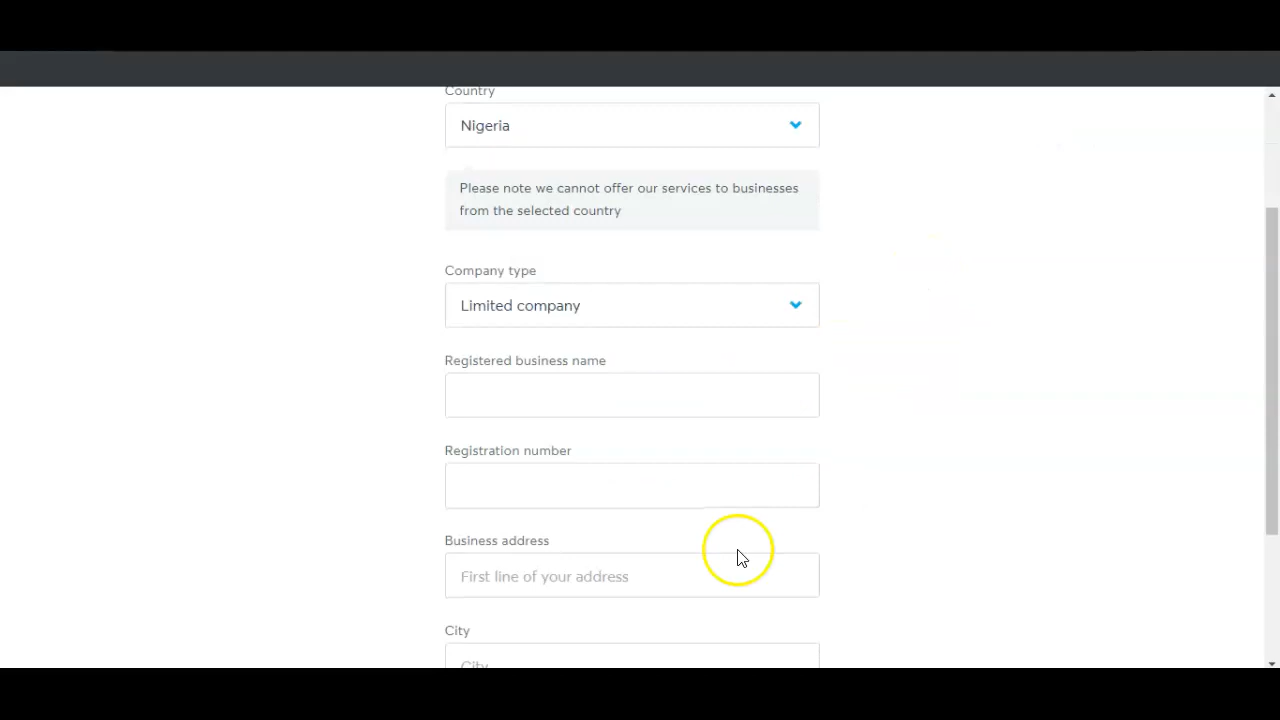 Country
Nigeria
Please note we cannot offer our services to businesses
from the selected country
Company type
Limited company
Registered business name
Registration number
Business address
First line of your address
City
City